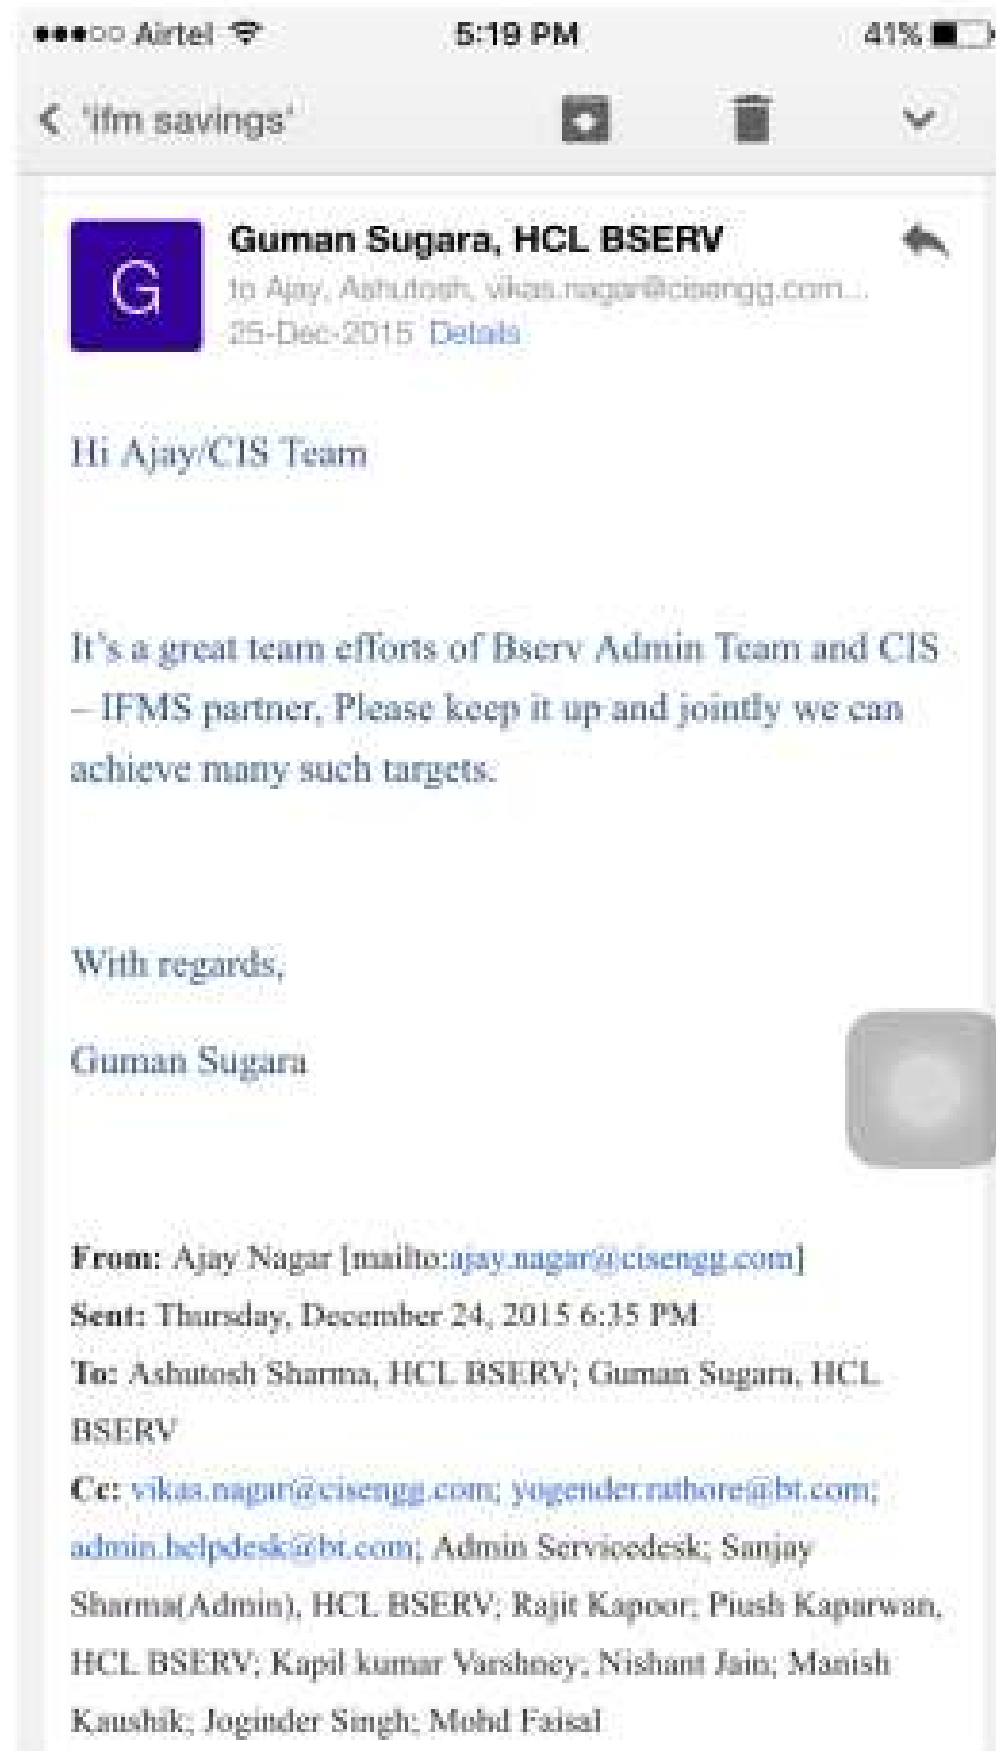 Airtel 5:19 PM 41%
'ifm savings'
G
Guman Sugara, HCL BSERV
to Ajay, Ashutosh, vikas.nagar@cisengg.com...
25-Dec-2015 Details
Hi Ajay/CIS Team
It's a great team efforts of Bserv Admin Team and CIS
– IFMS partner, Please keep it up and jointly we can
achieve many such targets.
With regards,
Guman Sugara
From: Ajay Nagar [mailto:ajay.nagar@cisengg.com]
Sent: Thursday, December 24, 2015 6:35 PM
To: Ashutosh Sharma, HCL BSERV; Guman Sugara, HCL
BSERV
Cc: vikas.nagar@cisengg.com; yogender.rathore@bt.com;
admin.helpdesk@bt.com; Admin Servicedesk; Sanjay
Sharma(Admin), HCL BSERV; Rajit Kapoor; Piush Kaparwan,
HCL BSERV; Kapil kumar Varshney; Nishant Jain; Manish
Kaushik; Joginder Singh; Mohd Faisal